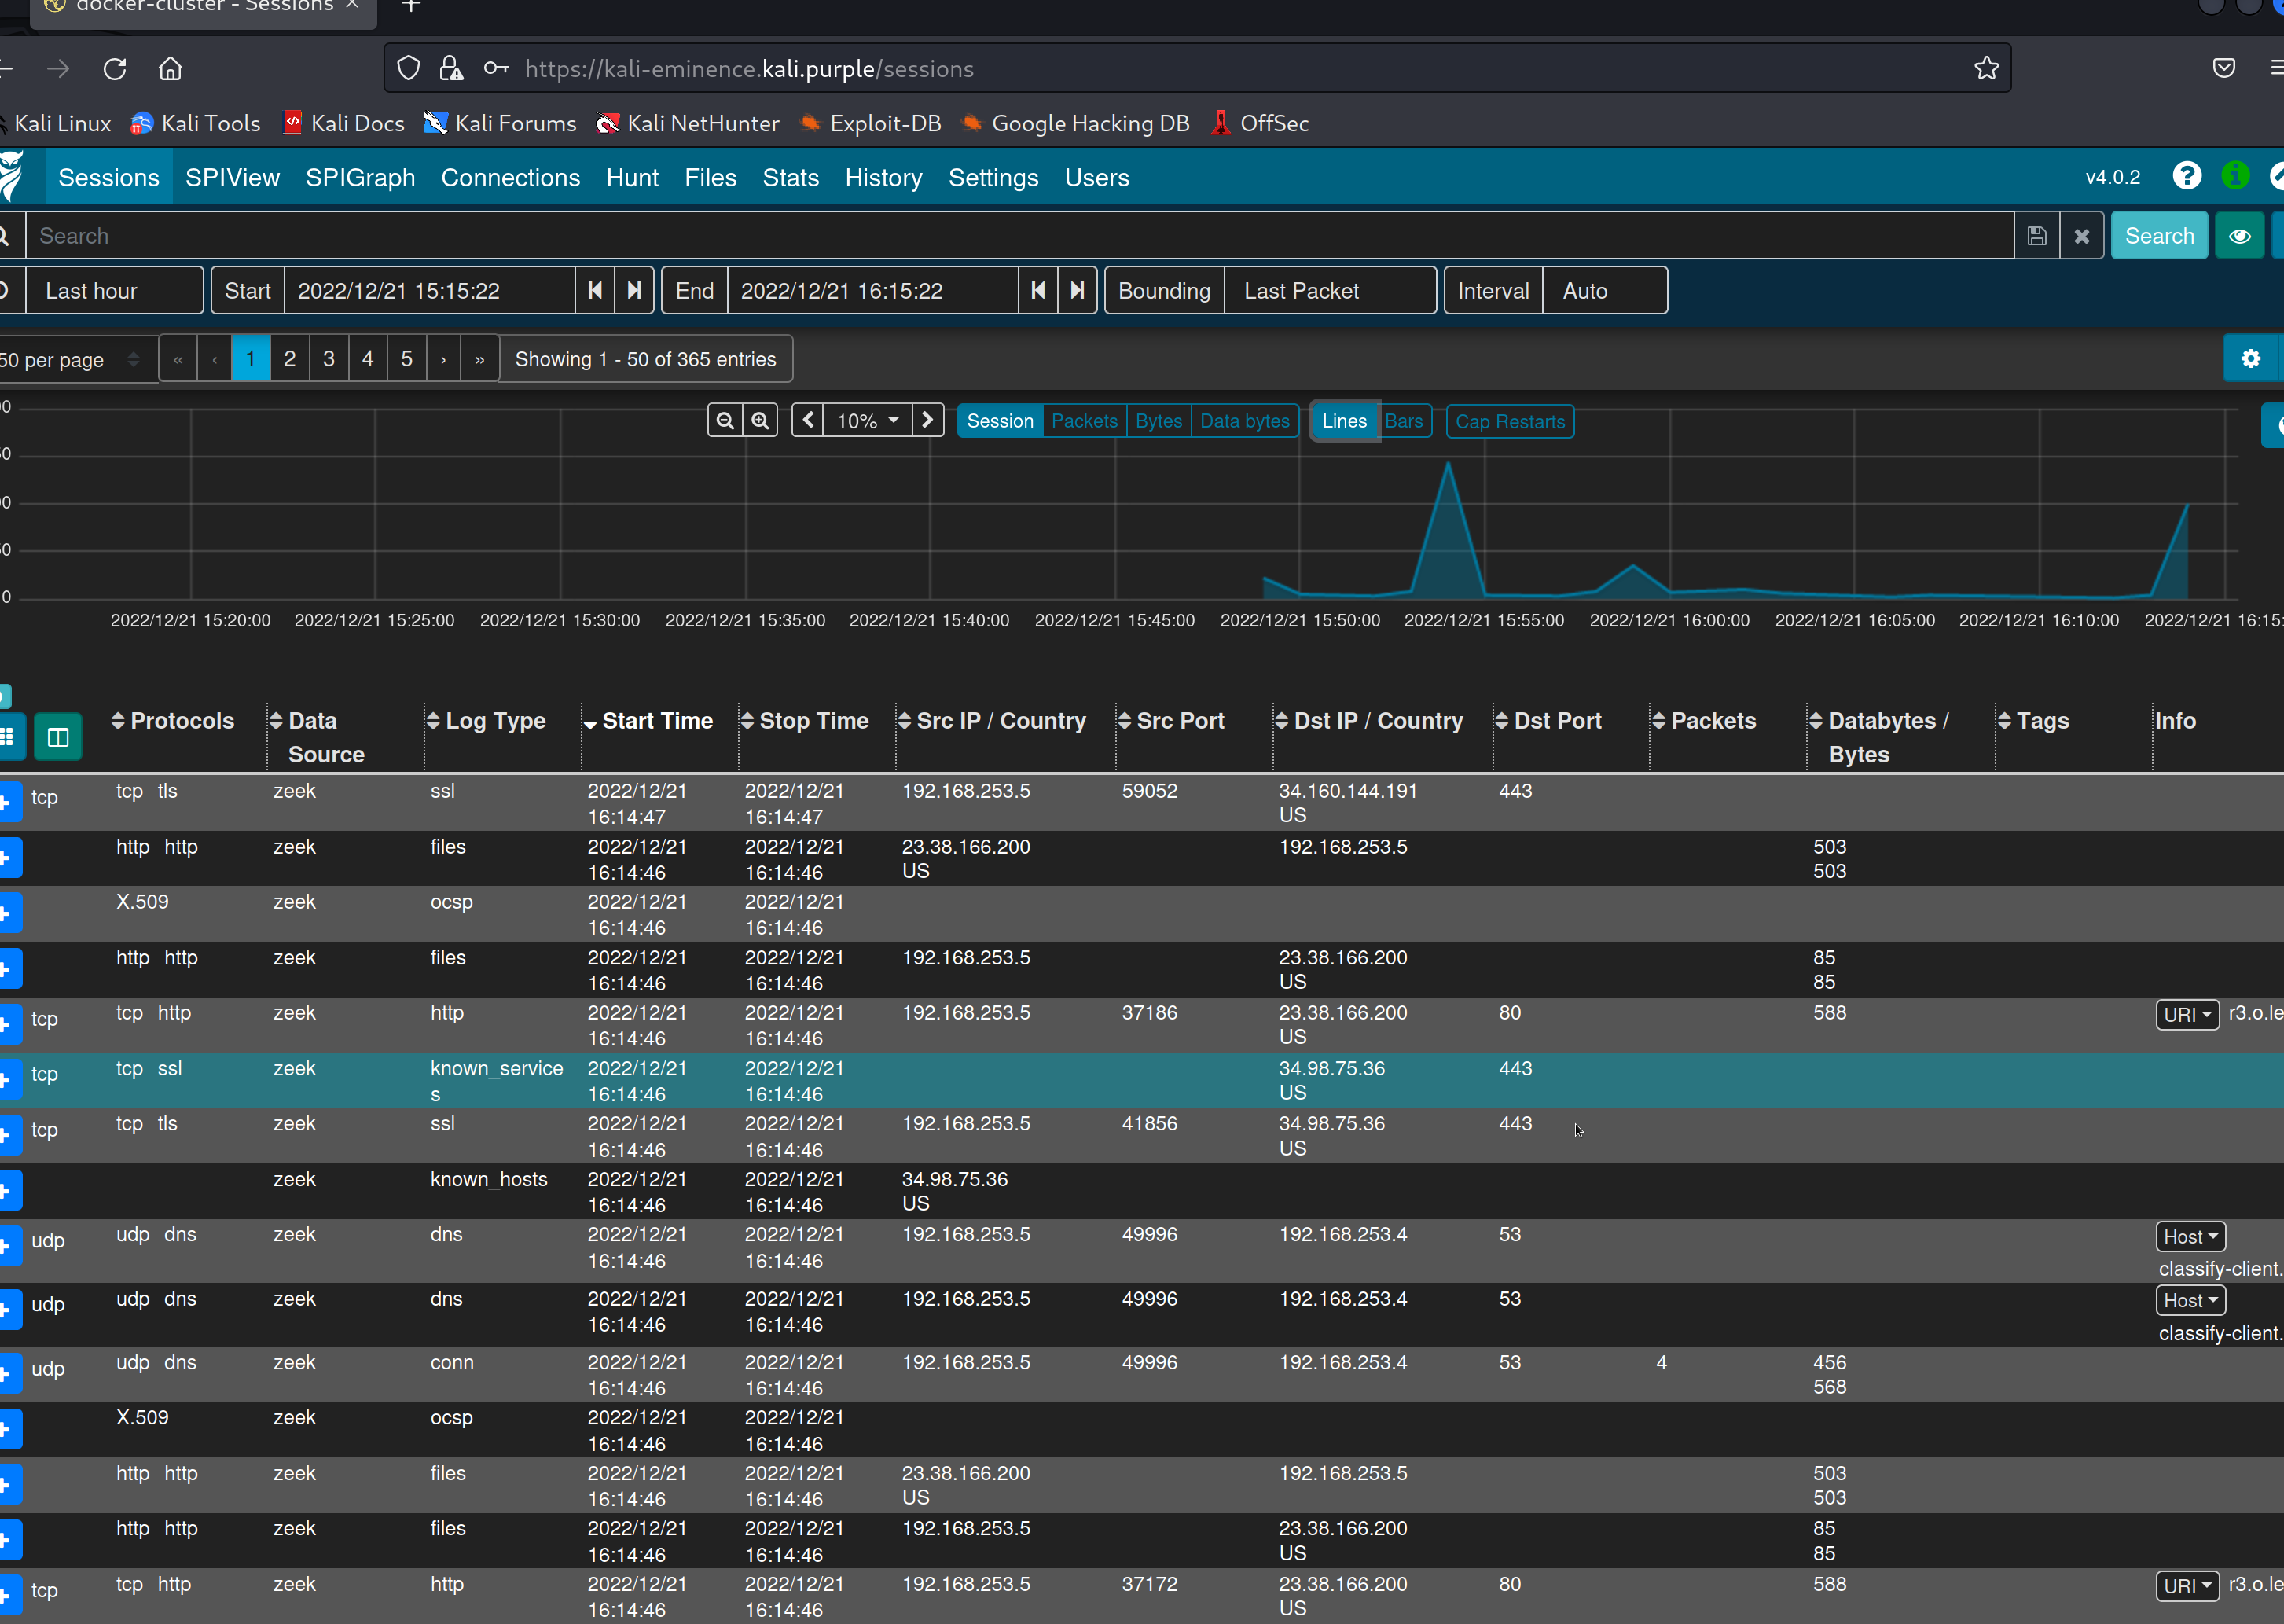 docker-cluster - Sessions
https://kali-eminence.kali.purple/sessions
Kali Linux Kali Tools Kali Docs Kali Forums Kali NetHunter Exploit-DB Google Hacking DB OffSec
Sessions SPIView SPIGraph Connections Hunt Files Stats History Settings Users v4.0.2
Search Search
Last hour Start 2022/12/21 15:15:22 End 2022/12/21 16:15:22 Bounding Last Packet Interval Auto
50 per page « ‹ 1 2 3 4 5 › » Showing 1 - 50 of 365 entries
10% Session Packets Bytes Data bytes Lines Bars Cap Restarts
0
2022/12/21 15:20:00 2022/12/21 15:25:00 2022/12/21 15:30:00 2022/12/21 15:35:00 2022/12/21 15:40:00 2022/12/21 15:45:00 2022/12/21 15:50:00 2022/12/21 15:55:00 2022/12/21 16:00:00 2022/12/21 16:05:00 2022/12/21 16:10:00 2022/12/21 16:15:
Protocols Data Log Type Start Time Stop Time Src IP / Country Src Port Dst IP / Country Dst Port Packets Databytes / Tags Info
Source Bytes
tcp tcp tls zeek ssl 2022/12/21 2022/12/21 192.168.253.5 59052 34.160.144.191 443
16:14:47 16:14:47 US
http http zeek files 2022/12/21 2022/12/21 23.38.166.200 192.168.253.5 503
16:14:46 16:14:46 US 503
X.509 zeek ocsp 2022/12/21 2022/12/21
16:14:46 16:14:46
http http zeek files 2022/12/21 2022/12/21 192.168.253.5 23.38.166.200 85
16:14:46 16:14:46 US 85
tcp tcp http zeek http 2022/12/21 2022/12/21 192.168.253.5 37186 23.38.166.200 80 588 URI r3.o.le
16:14:46 16:14:46 US
tcp tcp ssl zeek known_service 2022/12/21 2022/12/21 34.98.75.36 443
s 16:14:46 16:14:46 US
tcp tcp tls zeek ssl 2022/12/21 2022/12/21 192.168.253.5 41856 34.98.75.36 443
16:14:46 16:14:46 US
zeek known_hosts 2022/12/21 2022/12/21 34.98.75.36
16:14:46 16:14:46 US
udp udp dns zeek dns 2022/12/21 2022/12/21 192.168.253.5 49996 192.168.253.4 53 Host
16:14:46 16:14:46 classify-client.
udp udp dns zeek dns 2022/12/21 2022/12/21 192.168.253.5 49996 192.168.253.4 53 Host
16:14:46 16:14:46 classify-client.
udp udp dns zeek conn 2022/12/21 2022/12/21 192.168.253.5 49996 192.168.253.4 53 4 456
16:14:46 16:14:46 568
X.509 zeek ocsp 2022/12/21 2022/12/21
16:14:46 16:14:46
http http zeek files 2022/12/21 2022/12/21 23.38.166.200 192.168.253.5 503
16:14:46 16:14:46 US 503
http http zeek files 2022/12/21 2022/12/21 192.168.253.5 23.38.166.200 85
16:14:46 16:14:46 US 85
tcp tcp http zeek http 2022/12/21 2022/12/21 192.168.253.5 37172 23.38.166.200 80 588 URI r3.o.le
16:14:46 16:14:46 US